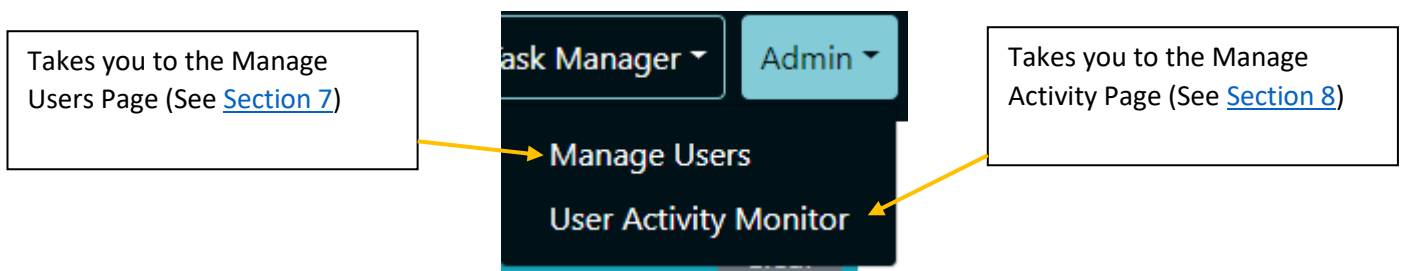 Takes you to the Manage
Users Page (See Section 7)
ask Manager
Admin
Manage Users
User Activity Monitor
Takes you to the Manage
Activity Page (See Section 8)